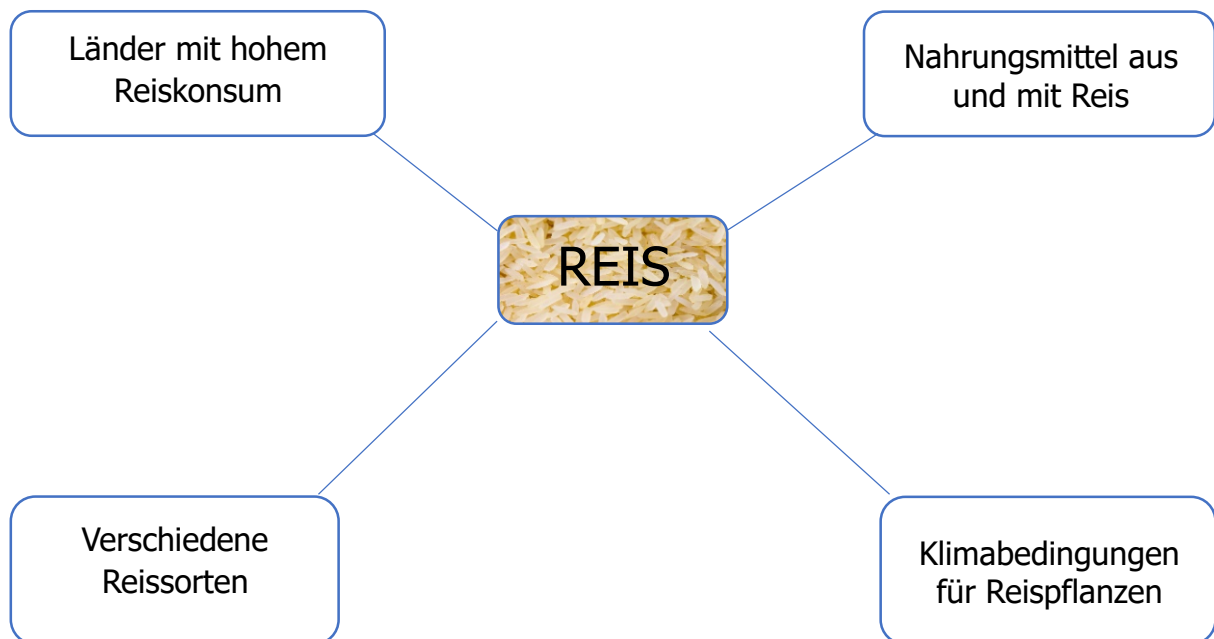 Länder mit hohem
Reiskonsum
Nahrungsmittel aus
und mit Reis
REIS
Verschiedene
Reissorten
Klimabedingungen
für Reispflanzen